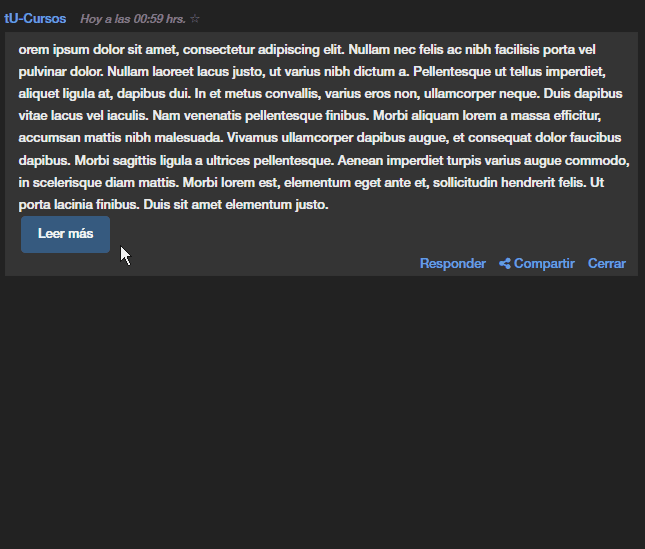 tU-Cursos Hoy a las 00:59 hrs. ☆
orem ipsum dolor sit amet, consectetur adipiscing elit. Nullam nec felis ac nibh facilisis porta vel
pulvinar dolor. Nullam laoreet lacus justo, ut varius nibh dictum a. Pellentesque ut tellus imperdiet,
aliquet ligula at, dapibus dui. In et metus convallis, varius eros non, ullamcorper neque. Duis dapibus
vitae lacus vel iaculis. Nam venenatis pellentesque finibus. Morbi aliquam lorem a massa efficitur,
accumsan mattis nibh malesuada. Vivamus ullamcorper dapibus augue, et consequat dolor faucibus
dapibus. Morbi sagittis ligula a ultrices pellentesque. Aenean imperdiet turpis varius augue commodo,
in scelerisque diam mattis. Morbi lorem est, elementum eget ante et, sollicitudin hendrerit felis. Ut
porta lacinia finibus. Duis sit amet elementum justo.
Leer más
Responder Compartir Cerrar